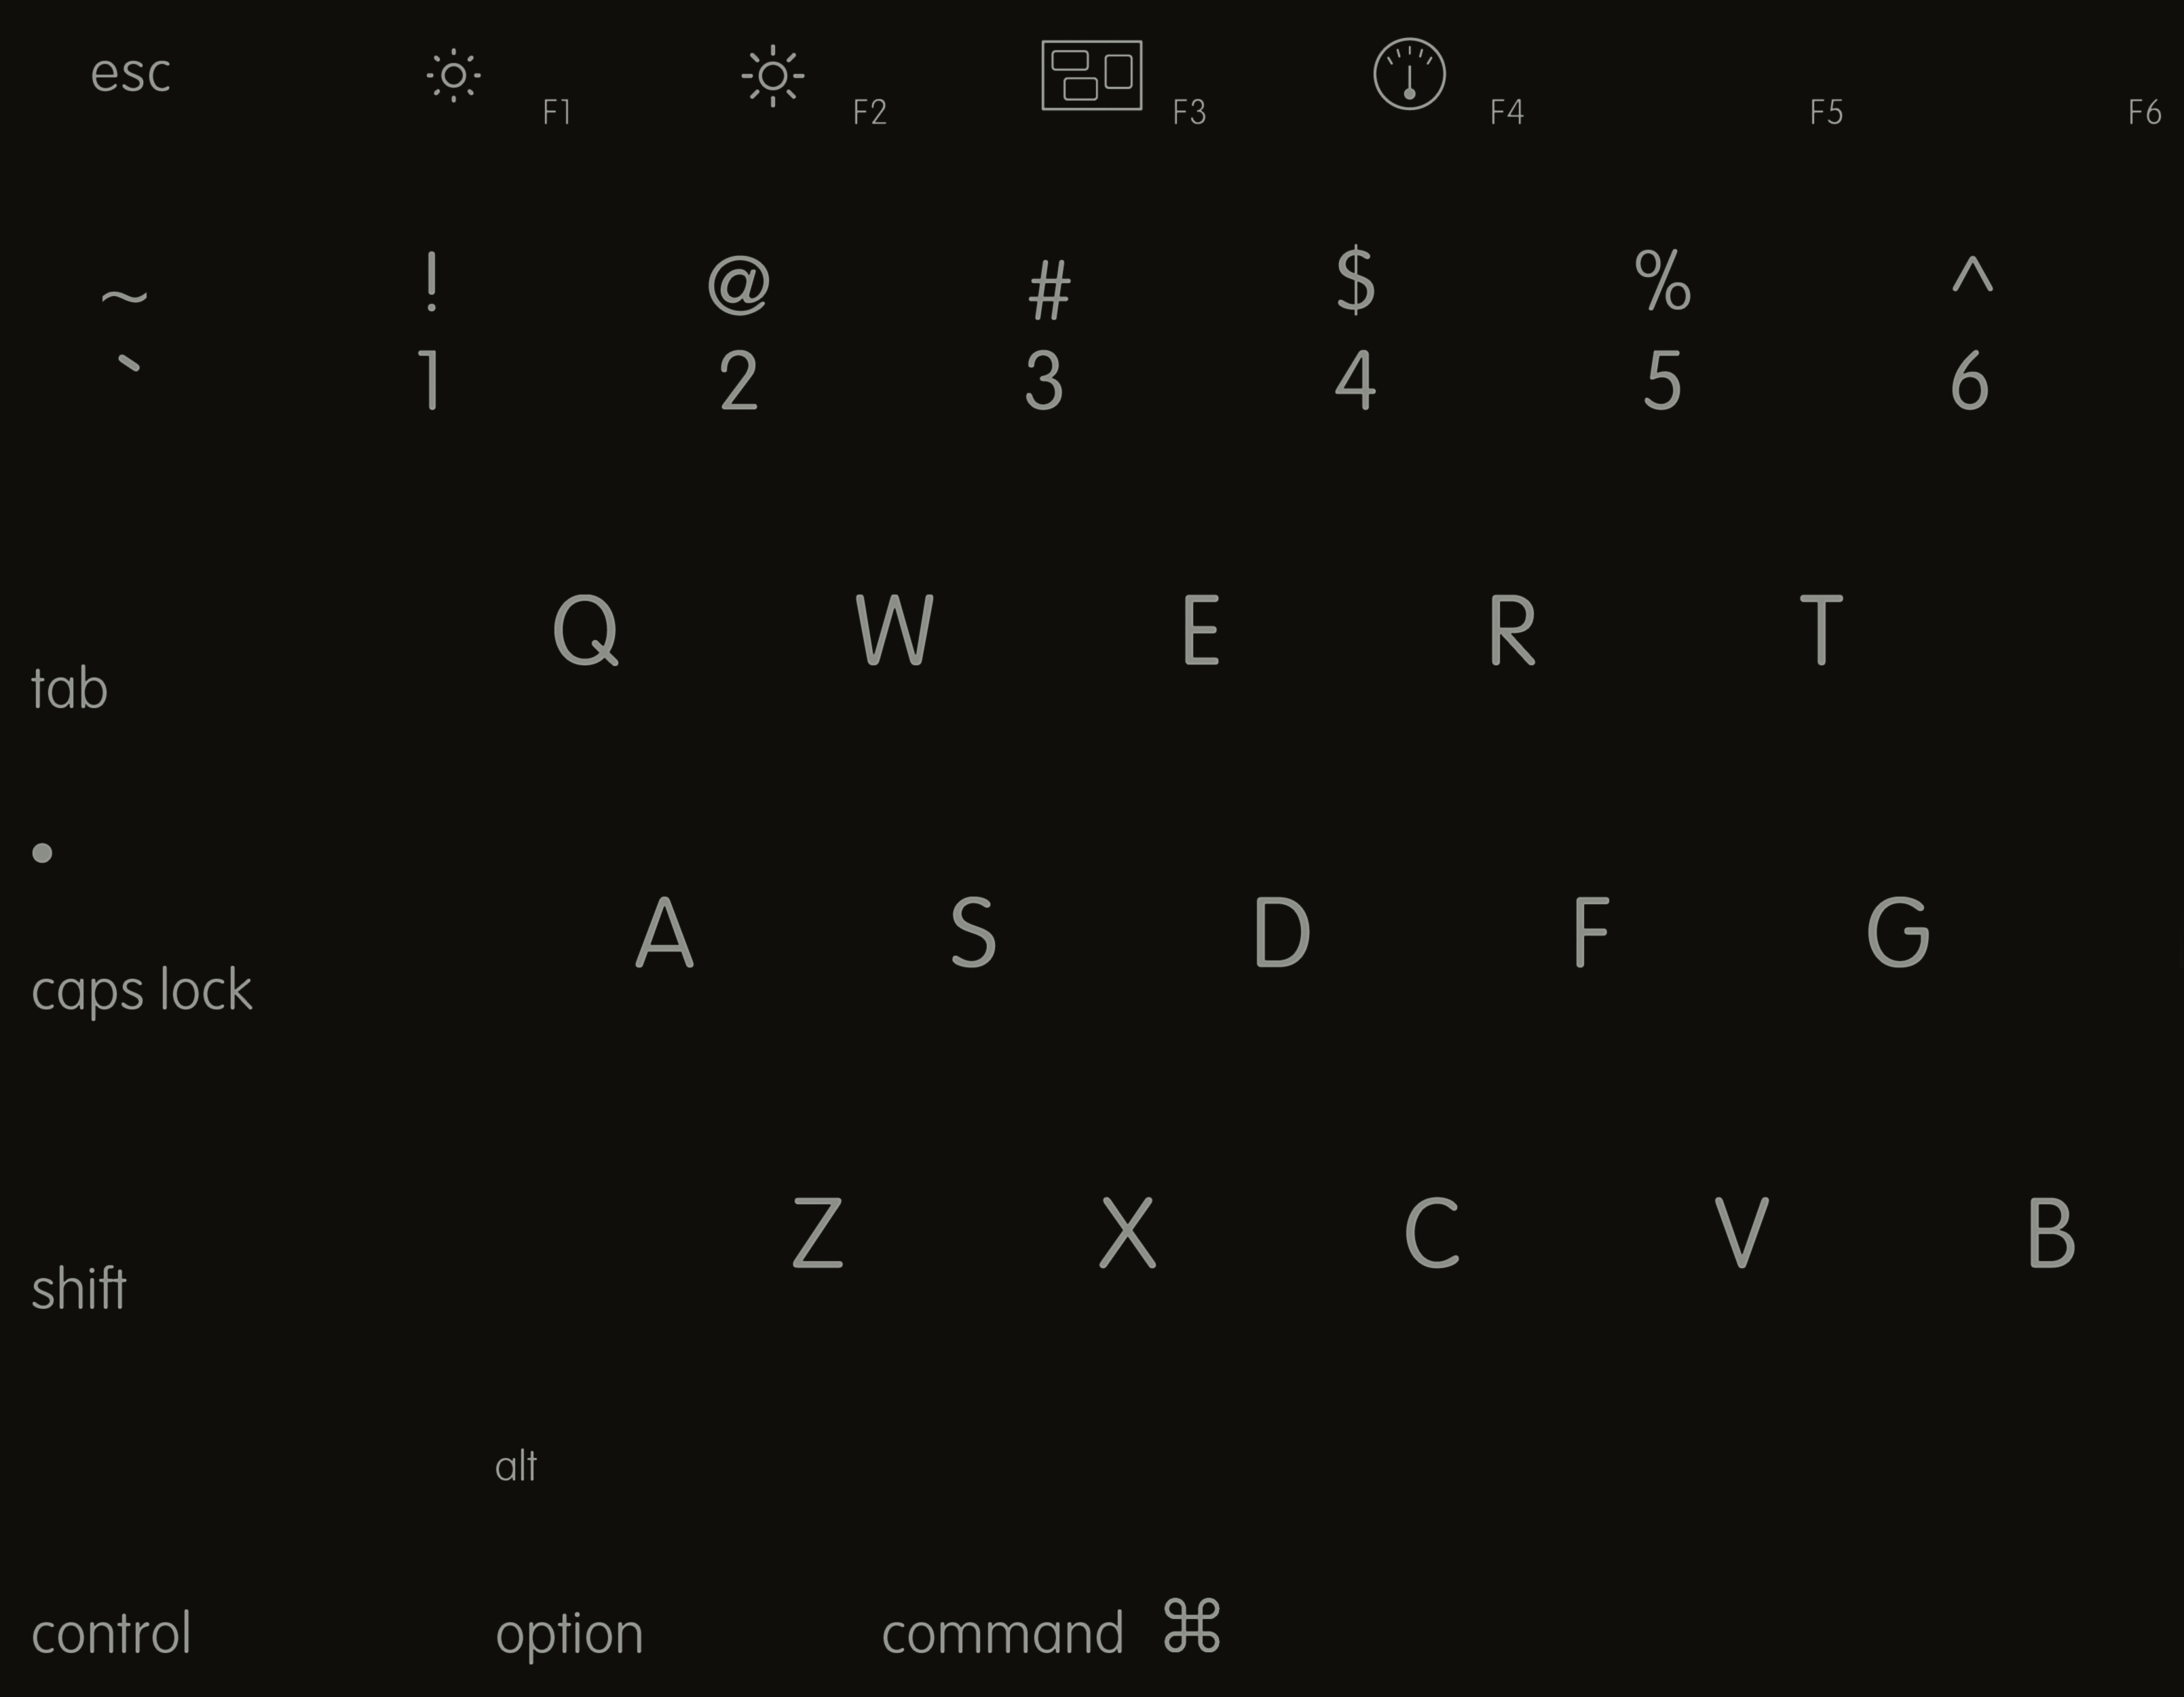 esc F1 F2 F3 F4 F5 F6
~ ! @ # $ % ^
` 1 2 3 4 5 6
Q W E R T
tab
A S D F G
caps lock
Z X C V B
shift
alt
control option command ⌘